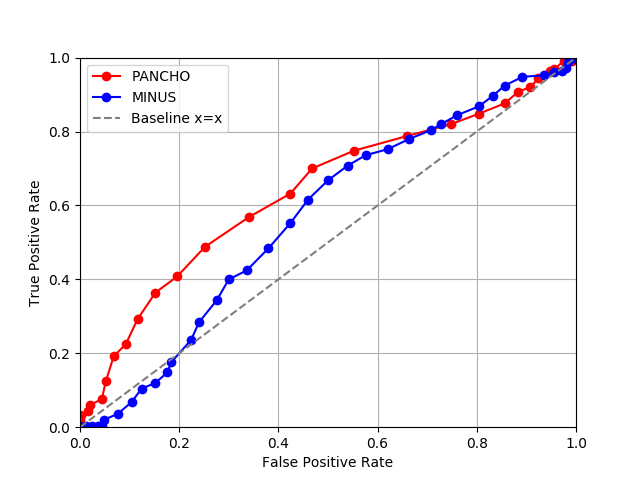 PANCHO
MINUS
Baseline x=x
1.0
0.8
0.6
0.4
0.2
0.0
True Positive Rate
0.0 0.2 0.4 0.6 0.8 1.0
False Positive Rate